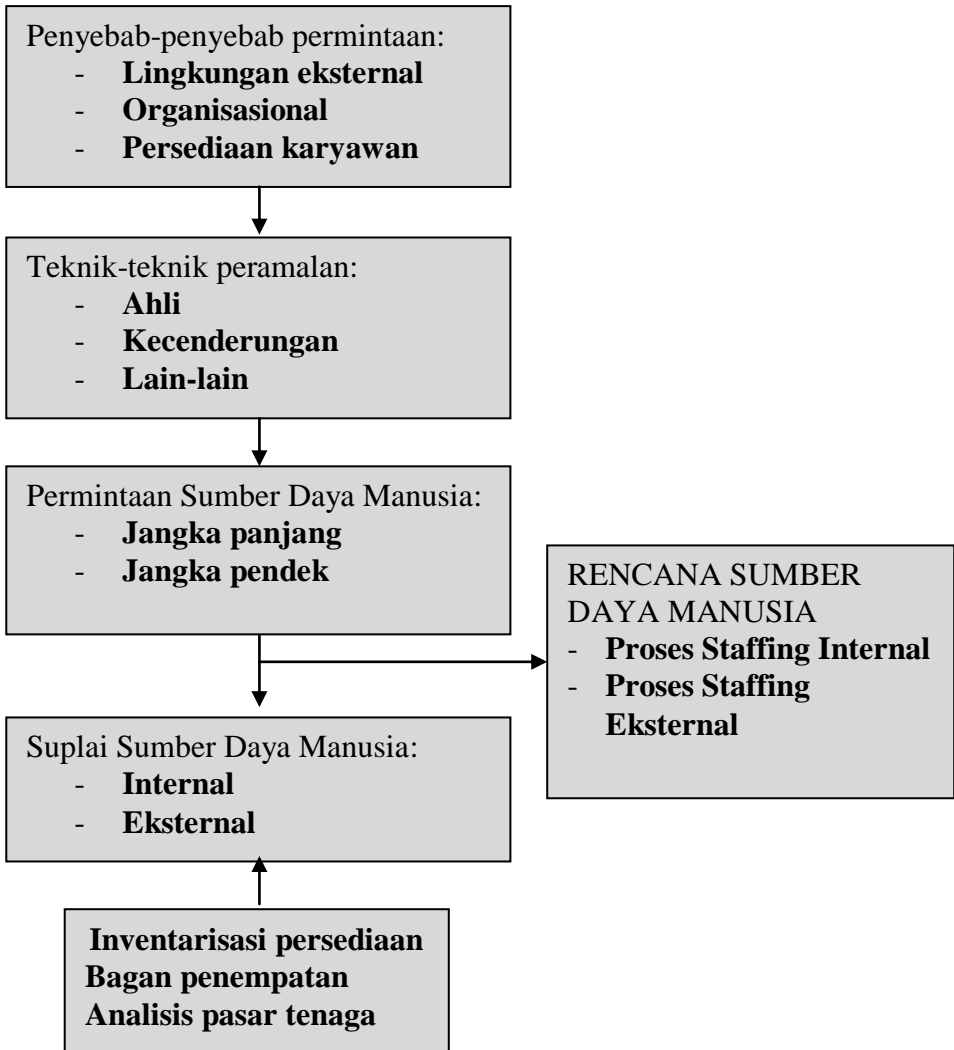 Penyebab-penyebab permintaan:
- Lingkungan eksternal
- Organisasional
- Persediaan karyawan
Teknik-teknik peramalan:
- Ahli
- Kecenderungan
- Lain-lain
Permintaan Sumber Daya Manusia:
- Jangka panjang
- Jangka pendek
RENCANA SUMBER
DAYA MANUSIA
- Proses Staffing Internal
- Proses Staffing
Eksternal
Suplai Sumber Daya Manusia:
- Internal
- Eksternal
Inventarisasi persediaan
Bagan penempatan
Analisis pasar tenaga